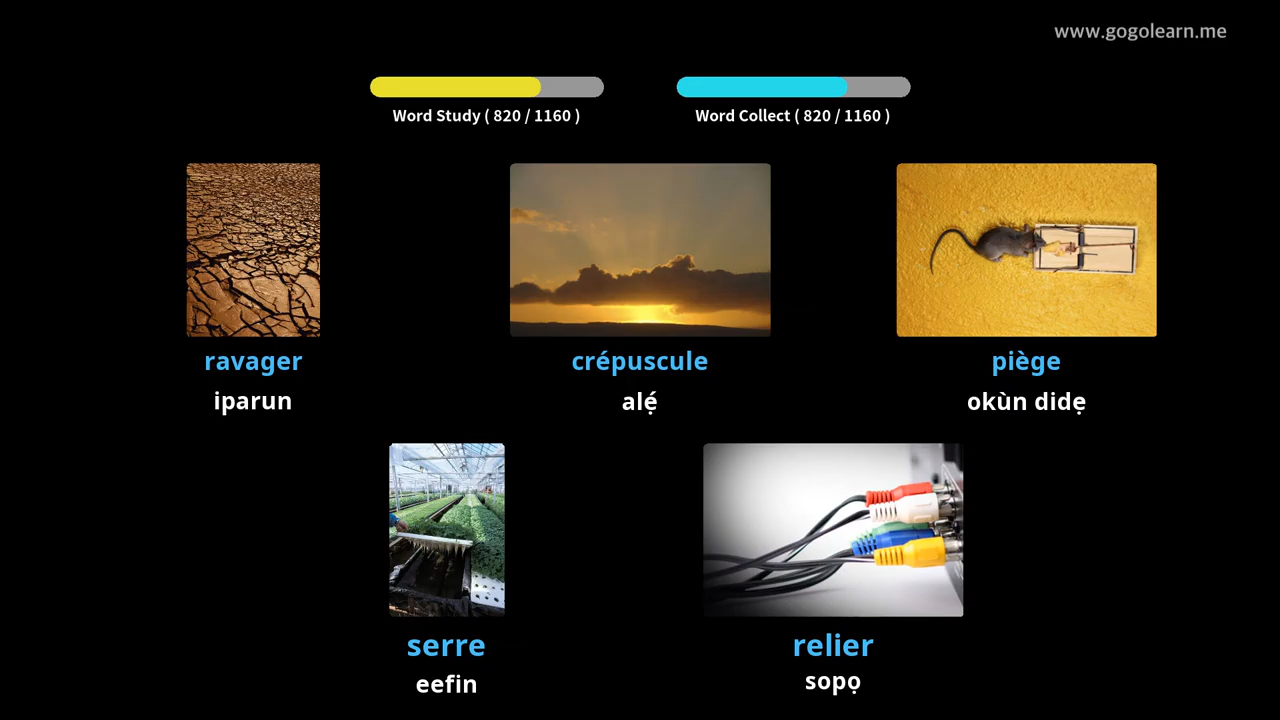 www.gogolearn.me
Word Study ( 820 / 1160 )
Word Collect ( 820 / 1160 )
ravager
crépuscule
piège
iparun
alẹ́
okùn didẹ
serre
relier
eefin
sopọ